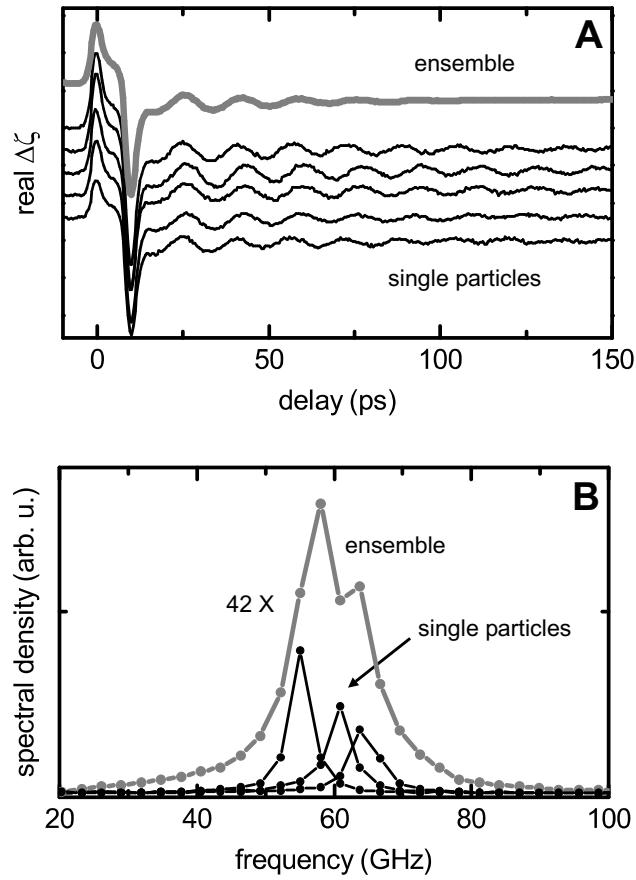 A
ensemble
real Δζ
single particles
0 50 100 150
delay (ps)
B
ensemble
42 X
single particles
spectral density (arb. u.)
20 40 60 80 100
frequency (GHz)